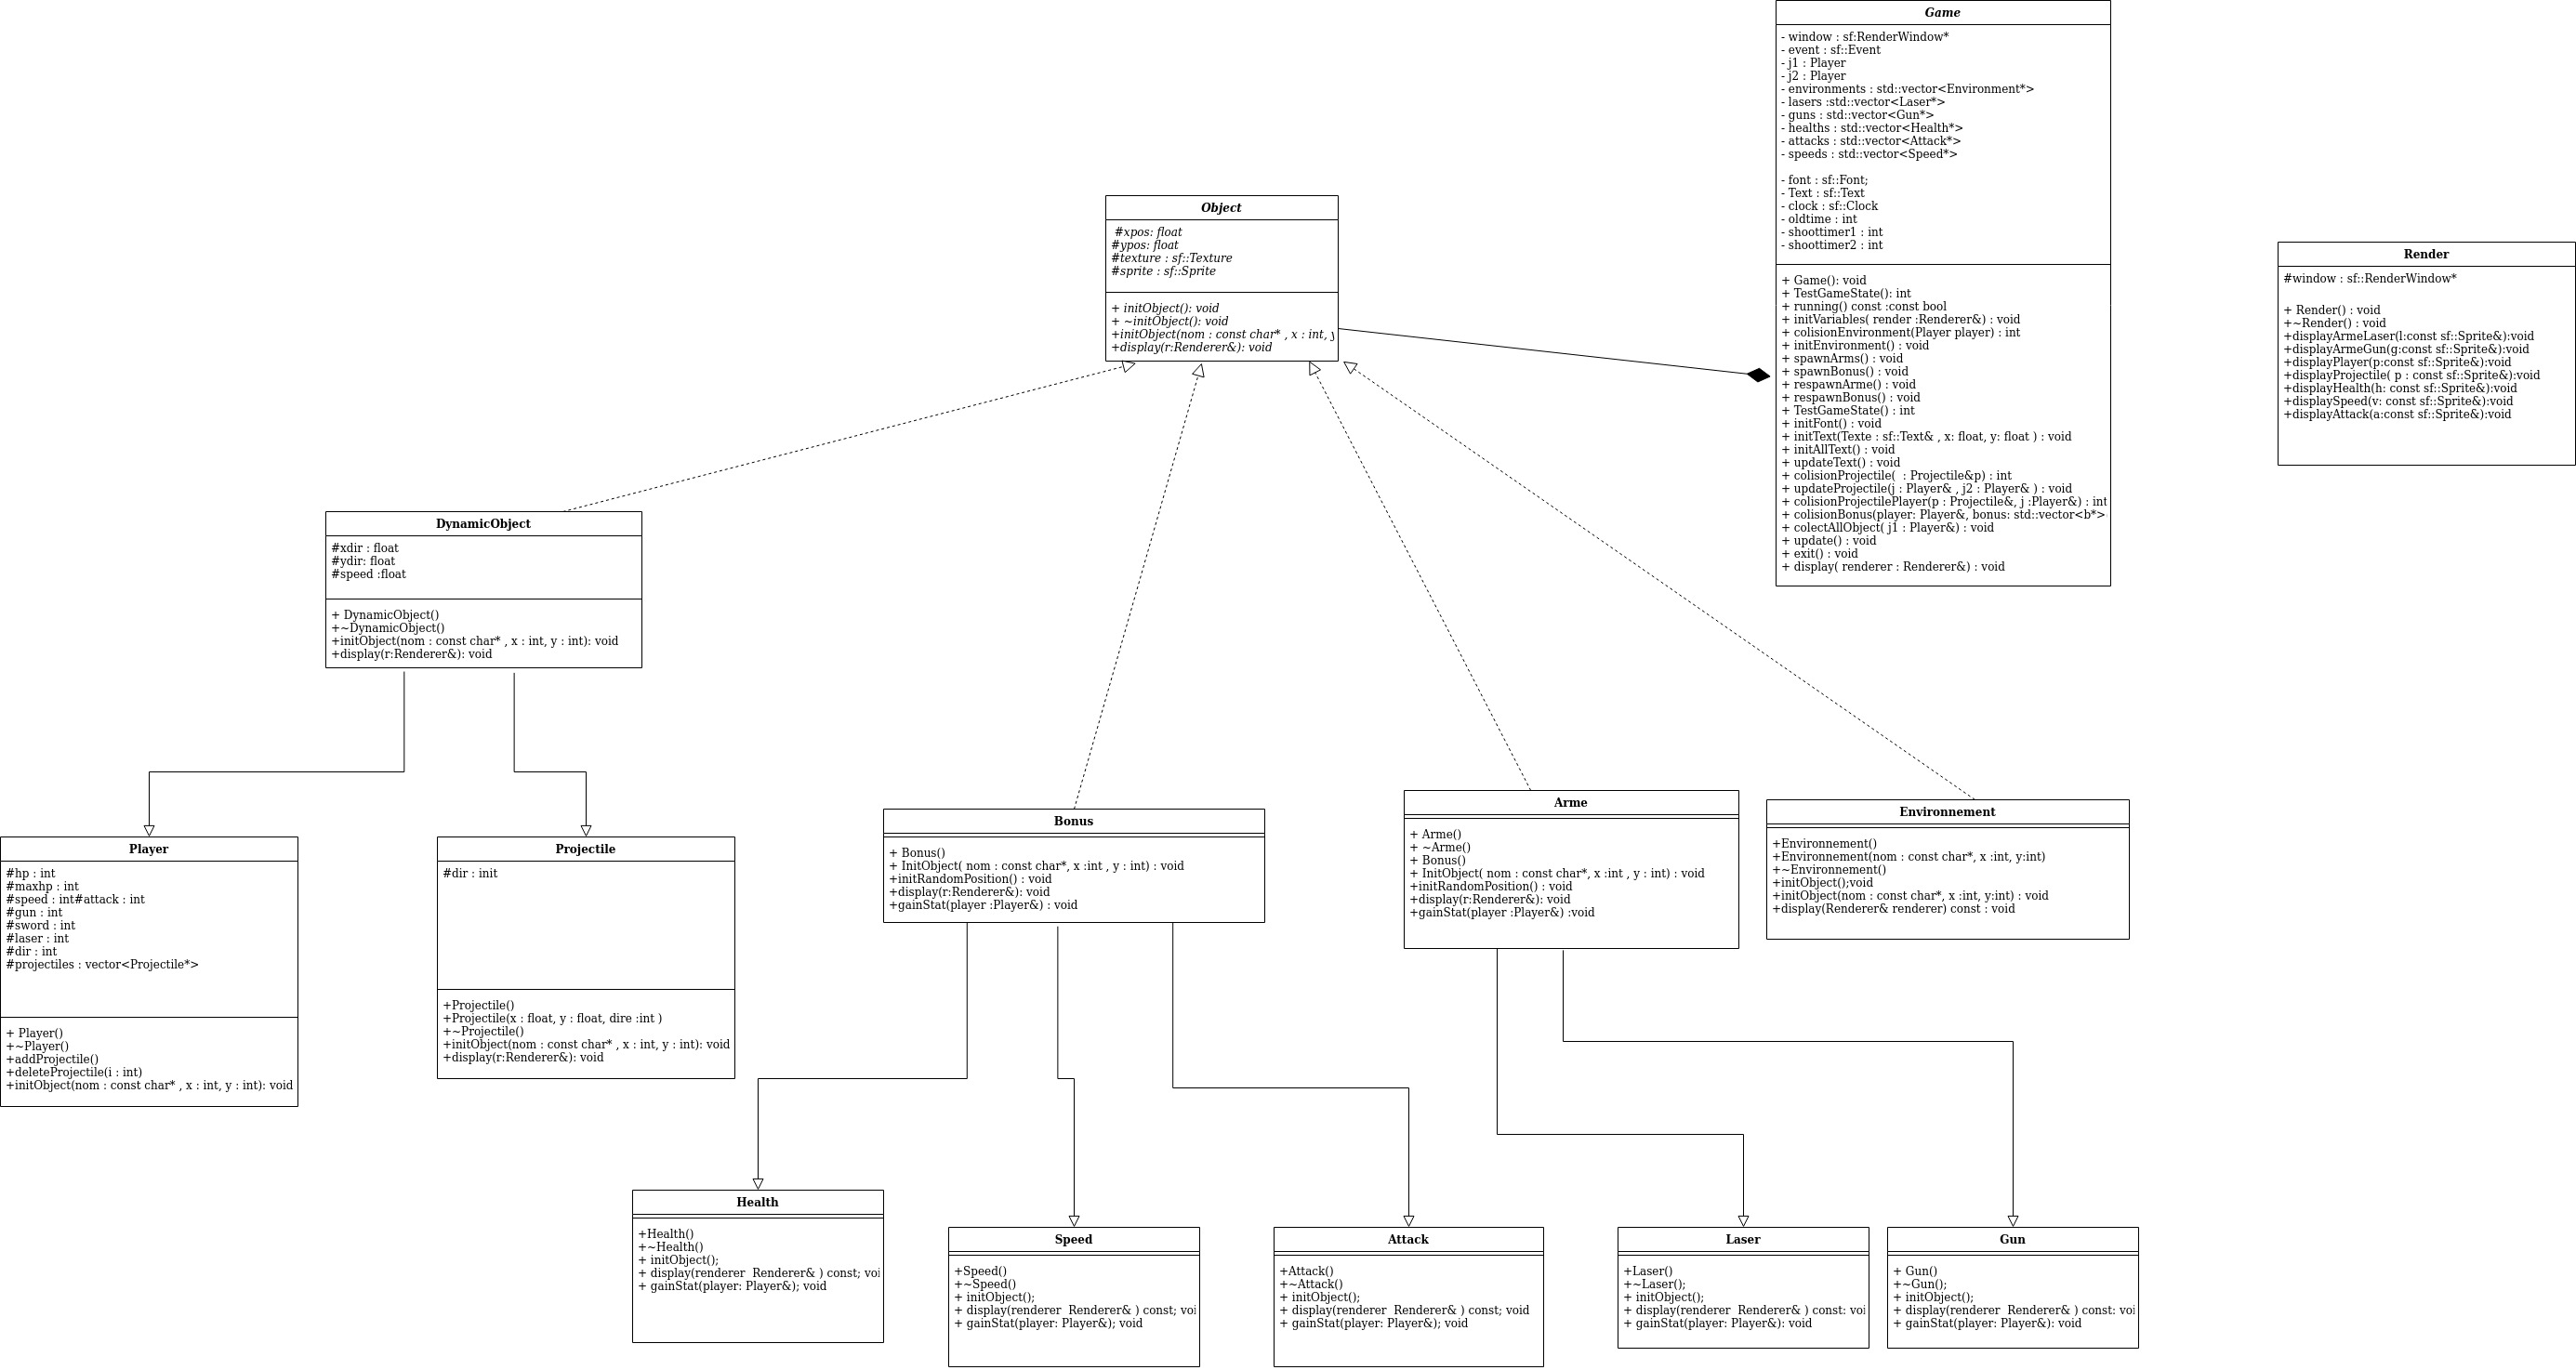 Game
- window : sf:RenderWindow*
- event : sf::Event
- j1 : Player
- j2 : Player
- environments : std::vector<Environment*>
- lasers :std::vector<Laser*>
- guns : std::vector<Gun*>
- healths : std::vector<Health*>
- attacks : std::vector<Attack*>
- speeds : std::vector<Speed*>
- font : sf::Font;
- Text : sf::Text
- clock : sf::Clock
- oldtime : int
- shoottimer1 : int
- shoottimer2 : int
+ Game(): void
+ TestGameState(): int
+ running() const :const bool
+ initVariables( render :Renderer&) : void
+ colisionEnvironment(Player player) : int
+ initEnvironment() : void
+ spawnArms() : void
+ spawnBonus() : void
+ respawnArme() : void
+ respawnBonus() : void
+ TestGameState() : int
+ initFont() : void
+ initText(Texte : sf::Text& , x: float, y: float ) : void
+ initAllText() : void
+ updateText() : void
+ colisionProjectile(  : Projectile&p) : int
+ updateProjectile(j : Player& , j2 : Player& ) : void
+ colisionProjectilePlayer(p : Projectile&, j :Player&) : int
+ colisionBonus(player: Player&, bonus: std::vector<b*>
+ colectAllObject( j1 : Player&) : void
+ update() : void
+ exit() : void
+ display( renderer : Renderer&) : void
Object
#xpos: float
#ypos: float
#texture : sf::Texture
#sprite : sf::Sprite
+ initObject(): void
+ ~initObject(): void
+initObject(nom : const char* , x : int,
+display(r:Renderer&): void
Render
#window : sf::RenderWindow*
+ Render() : void
+~Render() : void
+displayArmeLaser(l:const sf::Sprite&):void
+displayArmeGun(g:const sf::Sprite&):void
+displayPlayer(p:const sf::Sprite&):void
+displayProjectile( p : const sf::Sprite&):void
+displayHealth(h: const sf::Sprite&):void
+displaySpeed(v: const sf::Sprite&):void
+displayAttack(a:const sf::Sprite&):void
DynamicObject
#xdir : float
#ydir: float
#speed :float
+ DynamicObject()
+~DynamicObject()
+initObject(nom : const char* , x : int, y : int): void
+display(r:Renderer&): void
Player
#hp : int
#maxhp : int
#speed : int#attack : int
#gun : int
#sword : int
#laser : int
#dir : int
#projectiles : vector<Projectile*>
+ Player()
+~Player()
+addProjectile()
+deleteProjectile(i : int)
+initObject(nom : const char* , x : int, y : int): void
Projectile
#dir : init
+Projectile()
+Projectile(x : float, y : float, dire :int )
+~Projectile()
+initObject(nom : const char* , x : int, y : int): void
+display(r:Renderer&): void
Bonus
+ Bonus()
+ InitObject( nom : const char*, x :int , y : int) : void
+initRandomPosition() : void
+display(r:Renderer&): void
+gainStat(player :Player&) : void
Arme
+ Arme()
+ ~Arme()
+ Bonus()
+ InitObject( nom : const char*, x :int , y : int) : void
+initRandomPosition() : void
+display(r:Renderer&): void
+gainStat(player :Player&) :void
Environnement
+Environnement()
+Environnement(nom : const char*, x :int, y:int)
+~Environnement()
+initObject();void
+initObject(nom : const char*, x :int, y:int) : void
+display(Renderer& renderer) const : void
Health
+Health()
+~Health()
+ initObject();
+ display(renderer  Renderer& ) const; voi
+ gainStat(player: Player&); void
Speed
+Speed()
+~Speed()
+ initObject();
+ display(renderer  Renderer& ) const; voi
+ gainStat(player: Player&); void
Attack
+Attack()
+~Attack()
+ initObject();
+ display(renderer  Renderer& ) const; void
+ gainStat(player: Player&); void
Laser
+Laser()
+~Laser();
+ initObject();
+ display(renderer  Renderer& ) const: voi
+ gainStat(player: Player&): void
Gun
+ Gun()
+~Gun();
+ initObject();
+ display(renderer  Renderer& ) const: voi
+ gainStat(player: Player&): void